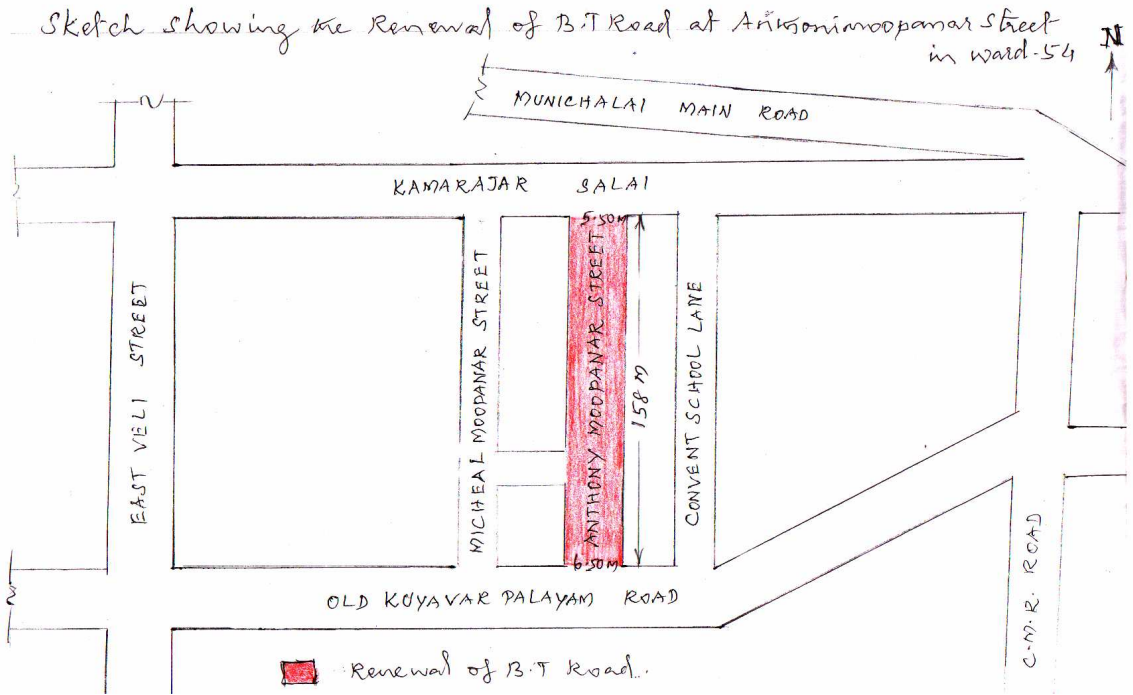 Sketch showing the Renewal of B.T Road at Anthonimoopanar Street
in ward-54
N
MUNICHALAI MAIN ROAD
KAMARAJAR SALAI
5.50M
EAST VELI STREET
MICHEAL MOOPANAR STREET
ANTHONY MOOPANAR STREET
158 M
CONVENT SCHOOL LANE
6.50M
OLD KUYAVAR PALAYAM ROAD
C.M.R. ROAD
Renewal of B.T Road.